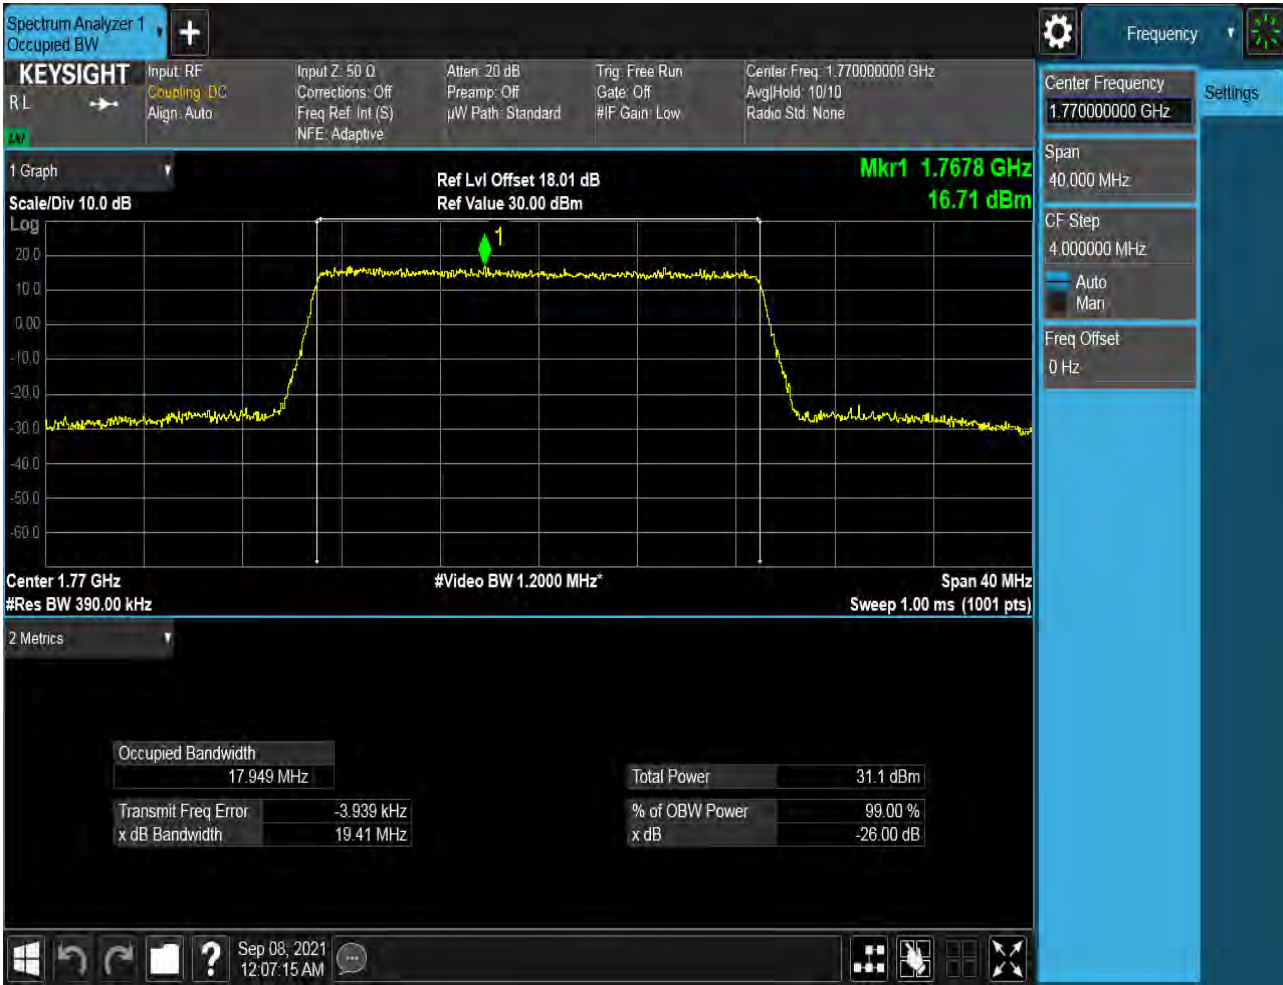 Spectrum Analyzer 1
Occupied BW
Frequency
KEYSIGHT
R L
Input: RF
Coupling: DC
Align: Auto
Input Z: 50 Ω
Corrections: Off
Freq Ref: Int (S)
NFE: Adaptive
Atten: 20 dB
Preamp: Off
µW Path: Standard
Trig: Free Run
Gate: Off
#IF Gain: Low
Center Freq: 1.770000000 GHz
Avg|Hold: 10/10
Radio Std: None
Center Frequency
1.770000000 GHz
Settings
Span
40.000 MHz
CF Step
4.000000 MHz
Auto
Man
Freq Offset
0 Hz
1 Graph
Scale/Div 10.0 dB
Ref Lvl Offset 18.01 dB
Ref Value 30.00 dBm
Mkr1 1.7678 GHz
16.71 dBm
Log
1
20.0
10.0
0.00
-10.0
-20.0
-30.0
-40.0
-50.0
-60.0
Center 1.77 GHz
#Video BW 1.2000 MHz*
Span 40 MHz
#Res BW 390.00 kHz
Sweep 1.00 ms (1001 pts)
2 Metrics
Occupied Bandwidth
17.949 MHz
Total Power 31.1 dBm
Transmit Freq Error -3.939 kHz
% of OBW Power 99.00 %
x dB Bandwidth 19.41 MHz
x dB -26.00 dB
Sep 08, 2021
12:07:15 AM